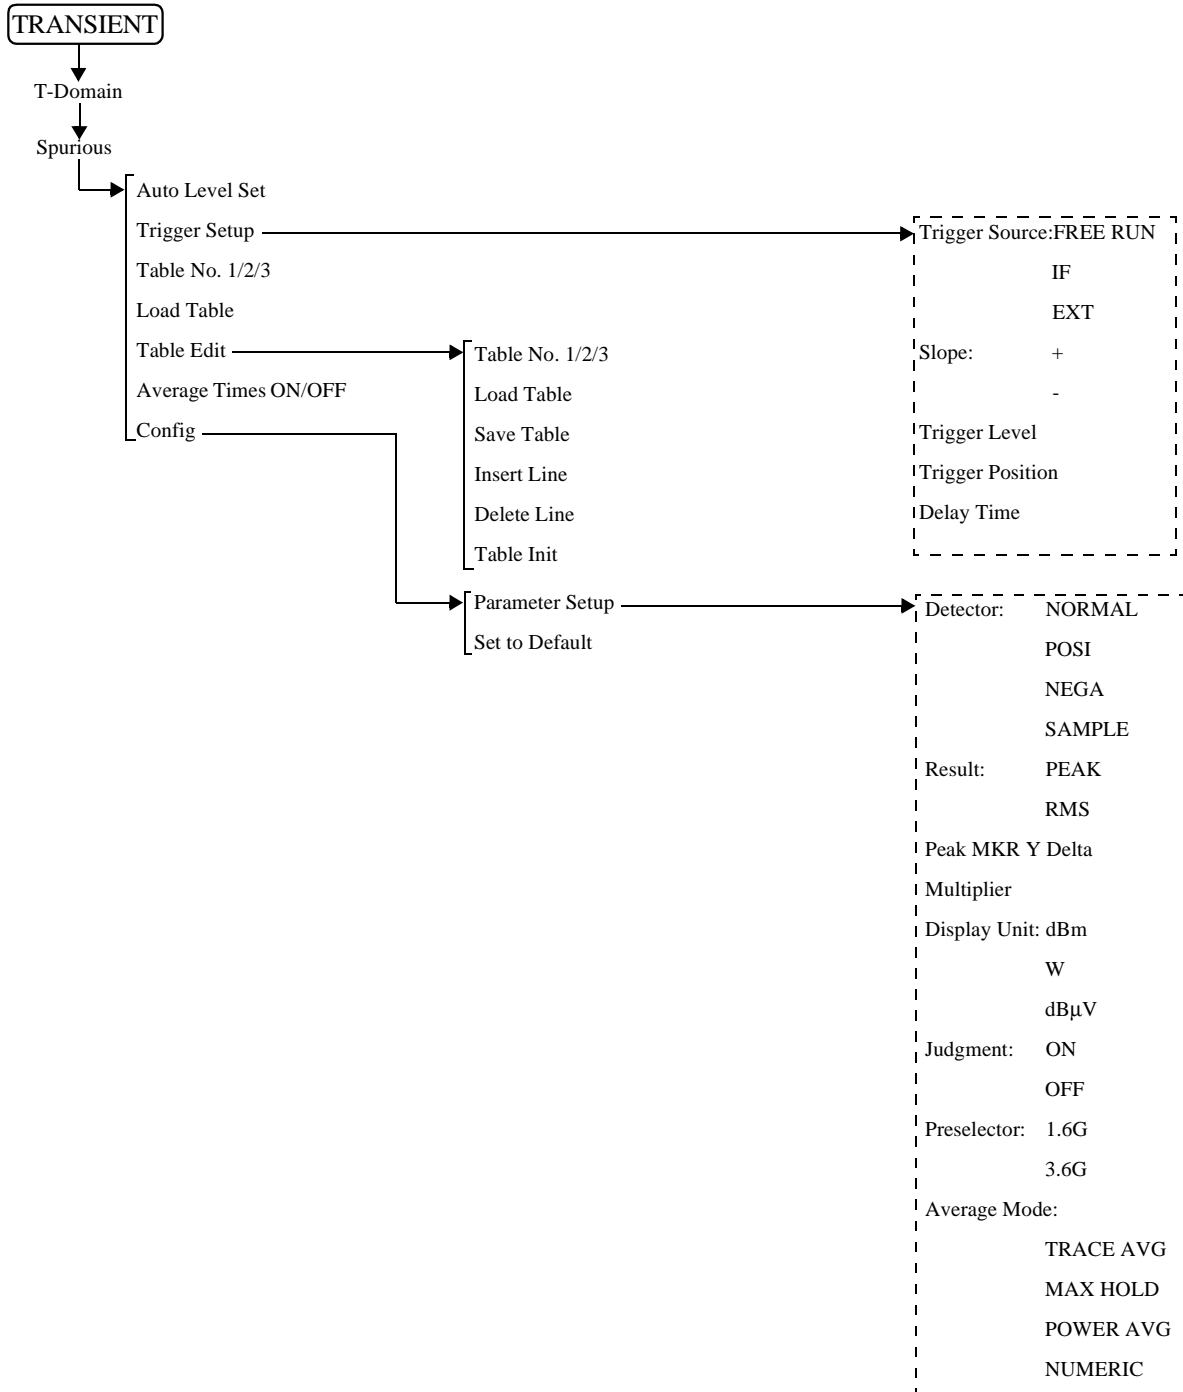 TRANSIENT
T-Domain
Spurious
Auto Level Set
Trigger Setup
Table No. 1/2/3
Load Table
Table Edit
Average Times ON/OFF
Config
Table No. 1/2/3
Load Table
Save Table
Insert Line
Delete Line
Table Init
Parameter Setup
Set to Default
Trigger Source:FREE RUN
IF
EXT
Slope: +
-
Trigger Level
Trigger Position
Delay Time
Detector: NORMAL
POSI
NEGA
SAMPLE
Result: PEAK
RMS
Peak MKR Y Delta
Multiplier
Display Unit: dBm
W
dBµV
Judgment: ON
OFF
Preselector: 1.6G
3.6G
Average Mode:
TRACE AVG
MAX HOLD
POWER AVG
NUMERIC